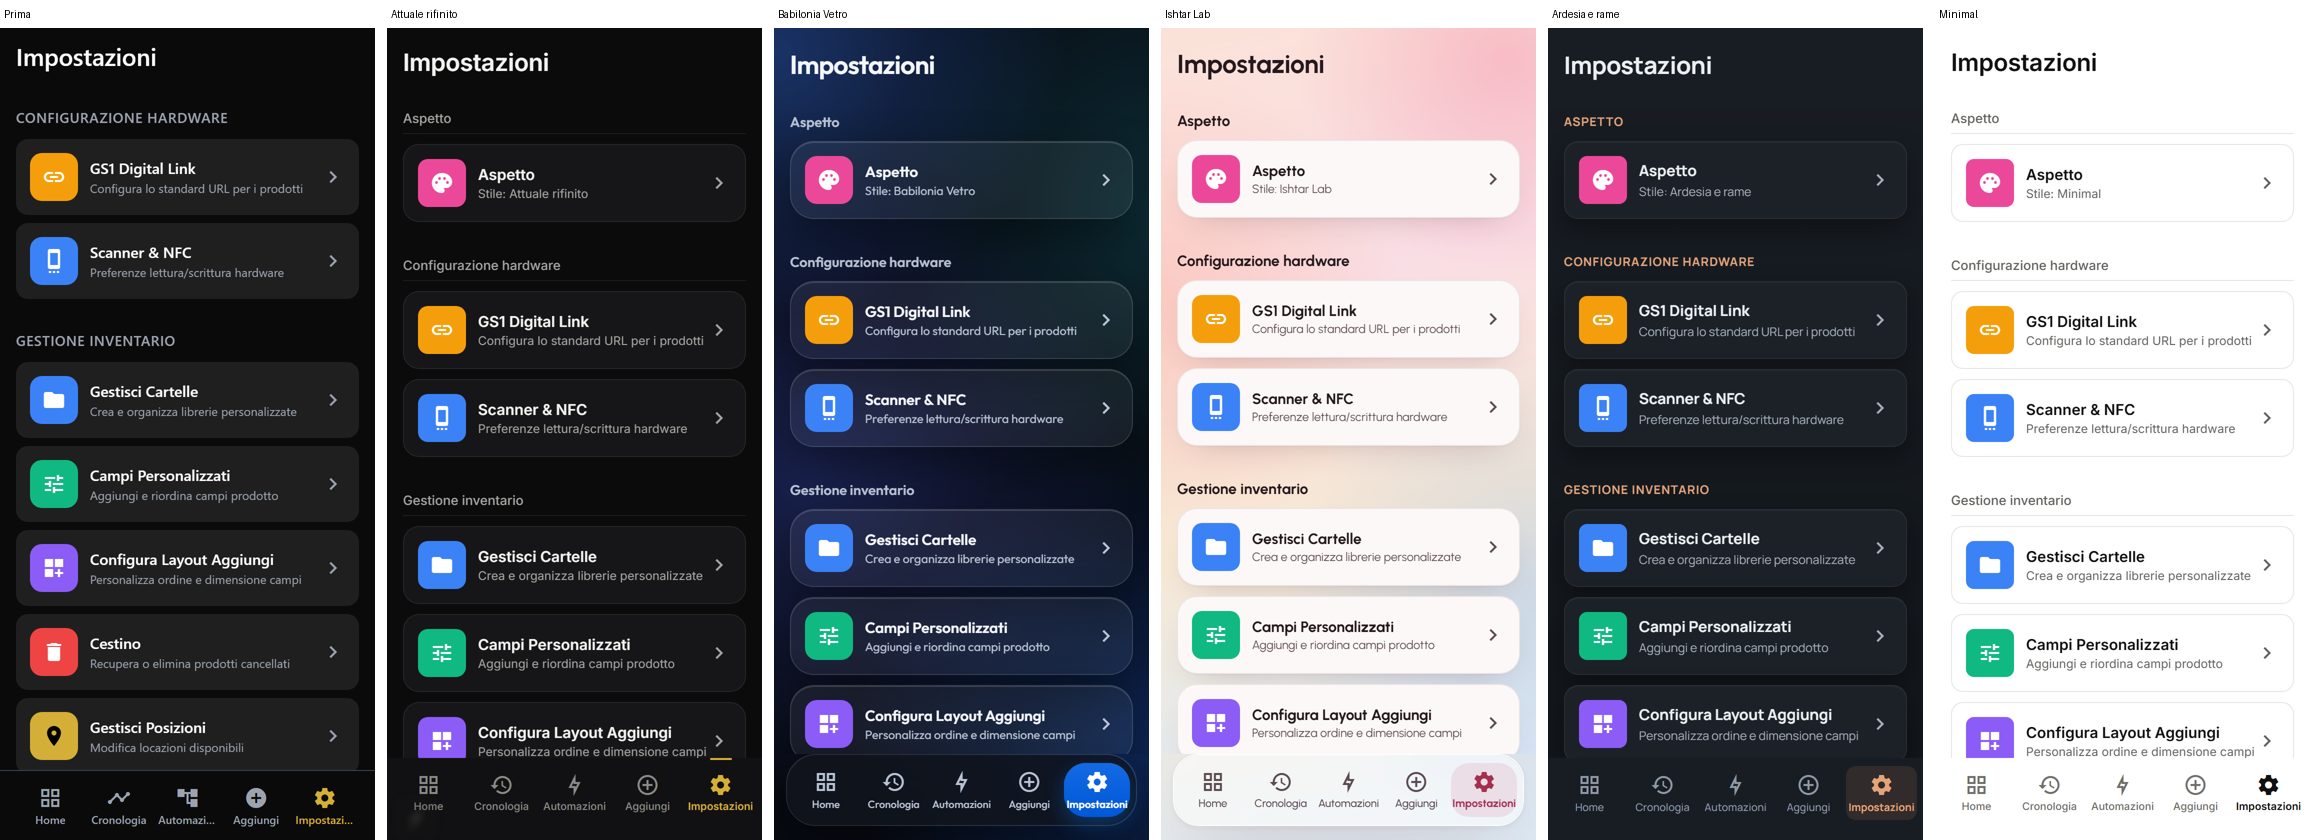 Prima
Impostazioni
CONFIGURAZIONE HARDWARE
GS1 Digital Link
Configura lo standard URL per i prodotti
Scanner & NFC
Preferenze lettura/scrittura hardware
GESTIONE INVENTARIO
Gestisci Cartelle
Crea e organizza librerie personalizzate
Campi Personalizzati
Aggiungi e riordina campi prodotto
Configura Layout Aggiungi
Personalizza ordine e dimensione campi
Cestino
Recupera o elimina prodotti cancellati
Gestisci Posizioni
Modifica locazioni disponibili
Home Cronologia Automazi... Aggiungi Impostazi...
Attuale rifinito
Impostazioni
Aspetto
Aspetto
Stile: Attuale rifinito
Configurazione hardware
GS1 Digital Link
Configura lo standard URL per i prodotti
Scanner & NFC
Preferenze lettura/scrittura hardware
Gestione inventario
Gestisci Cartelle
Crea e organizza librerie personalizzate
Campi Personalizzati
Aggiungi e riordina campi prodotto
Configura Layout Aggiungi
Personalizza ordine e dimensione campi
Home Cronologia Automazioni Aggiungi Impostazioni
Babilonia Vetro
Impostazioni
Aspetto
Aspetto
Stile: Babilonia Vetro
Configurazione hardware
GS1 Digital Link
Configura lo standard URL per i prodotti
Scanner & NFC
Preferenze lettura/scrittura hardware
Gestione inventario
Gestisci Cartelle
Crea e organizza librerie personalizzate
Campi Personalizzati
Aggiungi e riordina campi prodotto
Configura Layout Aggiungi
Personalizza ordine e dimensione campi
Home Cronologia Automazioni Aggiungi Impostazioni
Ishtar Lab
Impostazioni
Aspetto
Aspetto
Stile: Ishtar Lab
Configurazione hardware
GS1 Digital Link
Configura lo standard URL per i prodotti
Scanner & NFC
Preferenze lettura/scrittura hardware
Gestione inventario
Gestisci Cartelle
Crea e organizza librerie personalizzate
Campi Personalizzati
Aggiungi e riordina campi prodotto
Configura Layout Aggiungi
Personalizza ordine e dimensione campi
Home Cronologia Automazioni Aggiungi Impostazioni
Ardesia e rame
Impostazioni
ASPETTO
Aspetto
Stile: Ardesia e rame
CONFIGURAZIONE HARDWARE
GS1 Digital Link
Configura lo standard URL per i prodotti
Scanner & NFC
Preferenze lettura/scrittura hardware
GESTIONE INVENTARIO
Gestisci Cartelle
Crea e organizza librerie personalizzate
Campi Personalizzati
Aggiungi e riordina campi prodotto
Configura Layout Aggiungi
Personalizza ordine e dimensione campi
Home Cronologia Automazioni Aggiungi Impostazioni
Minimal
Impostazioni
Aspetto
Aspetto
Stile: Minimal
Configurazione hardware
GS1 Digital Link
Configura lo standard URL per i prodotti
Scanner & NFC
Preferenze lettura/scrittura hardware
Gestione inventario
Gestisci Cartelle
Crea e organizza librerie personalizzate
Campi Personalizzati
Aggiungi e riordina campi prodotto
Configura Layout Aggiungi
Personalizza ordine e dimensione campi
Home Cronologia Automazioni Aggiungi Impostazioni